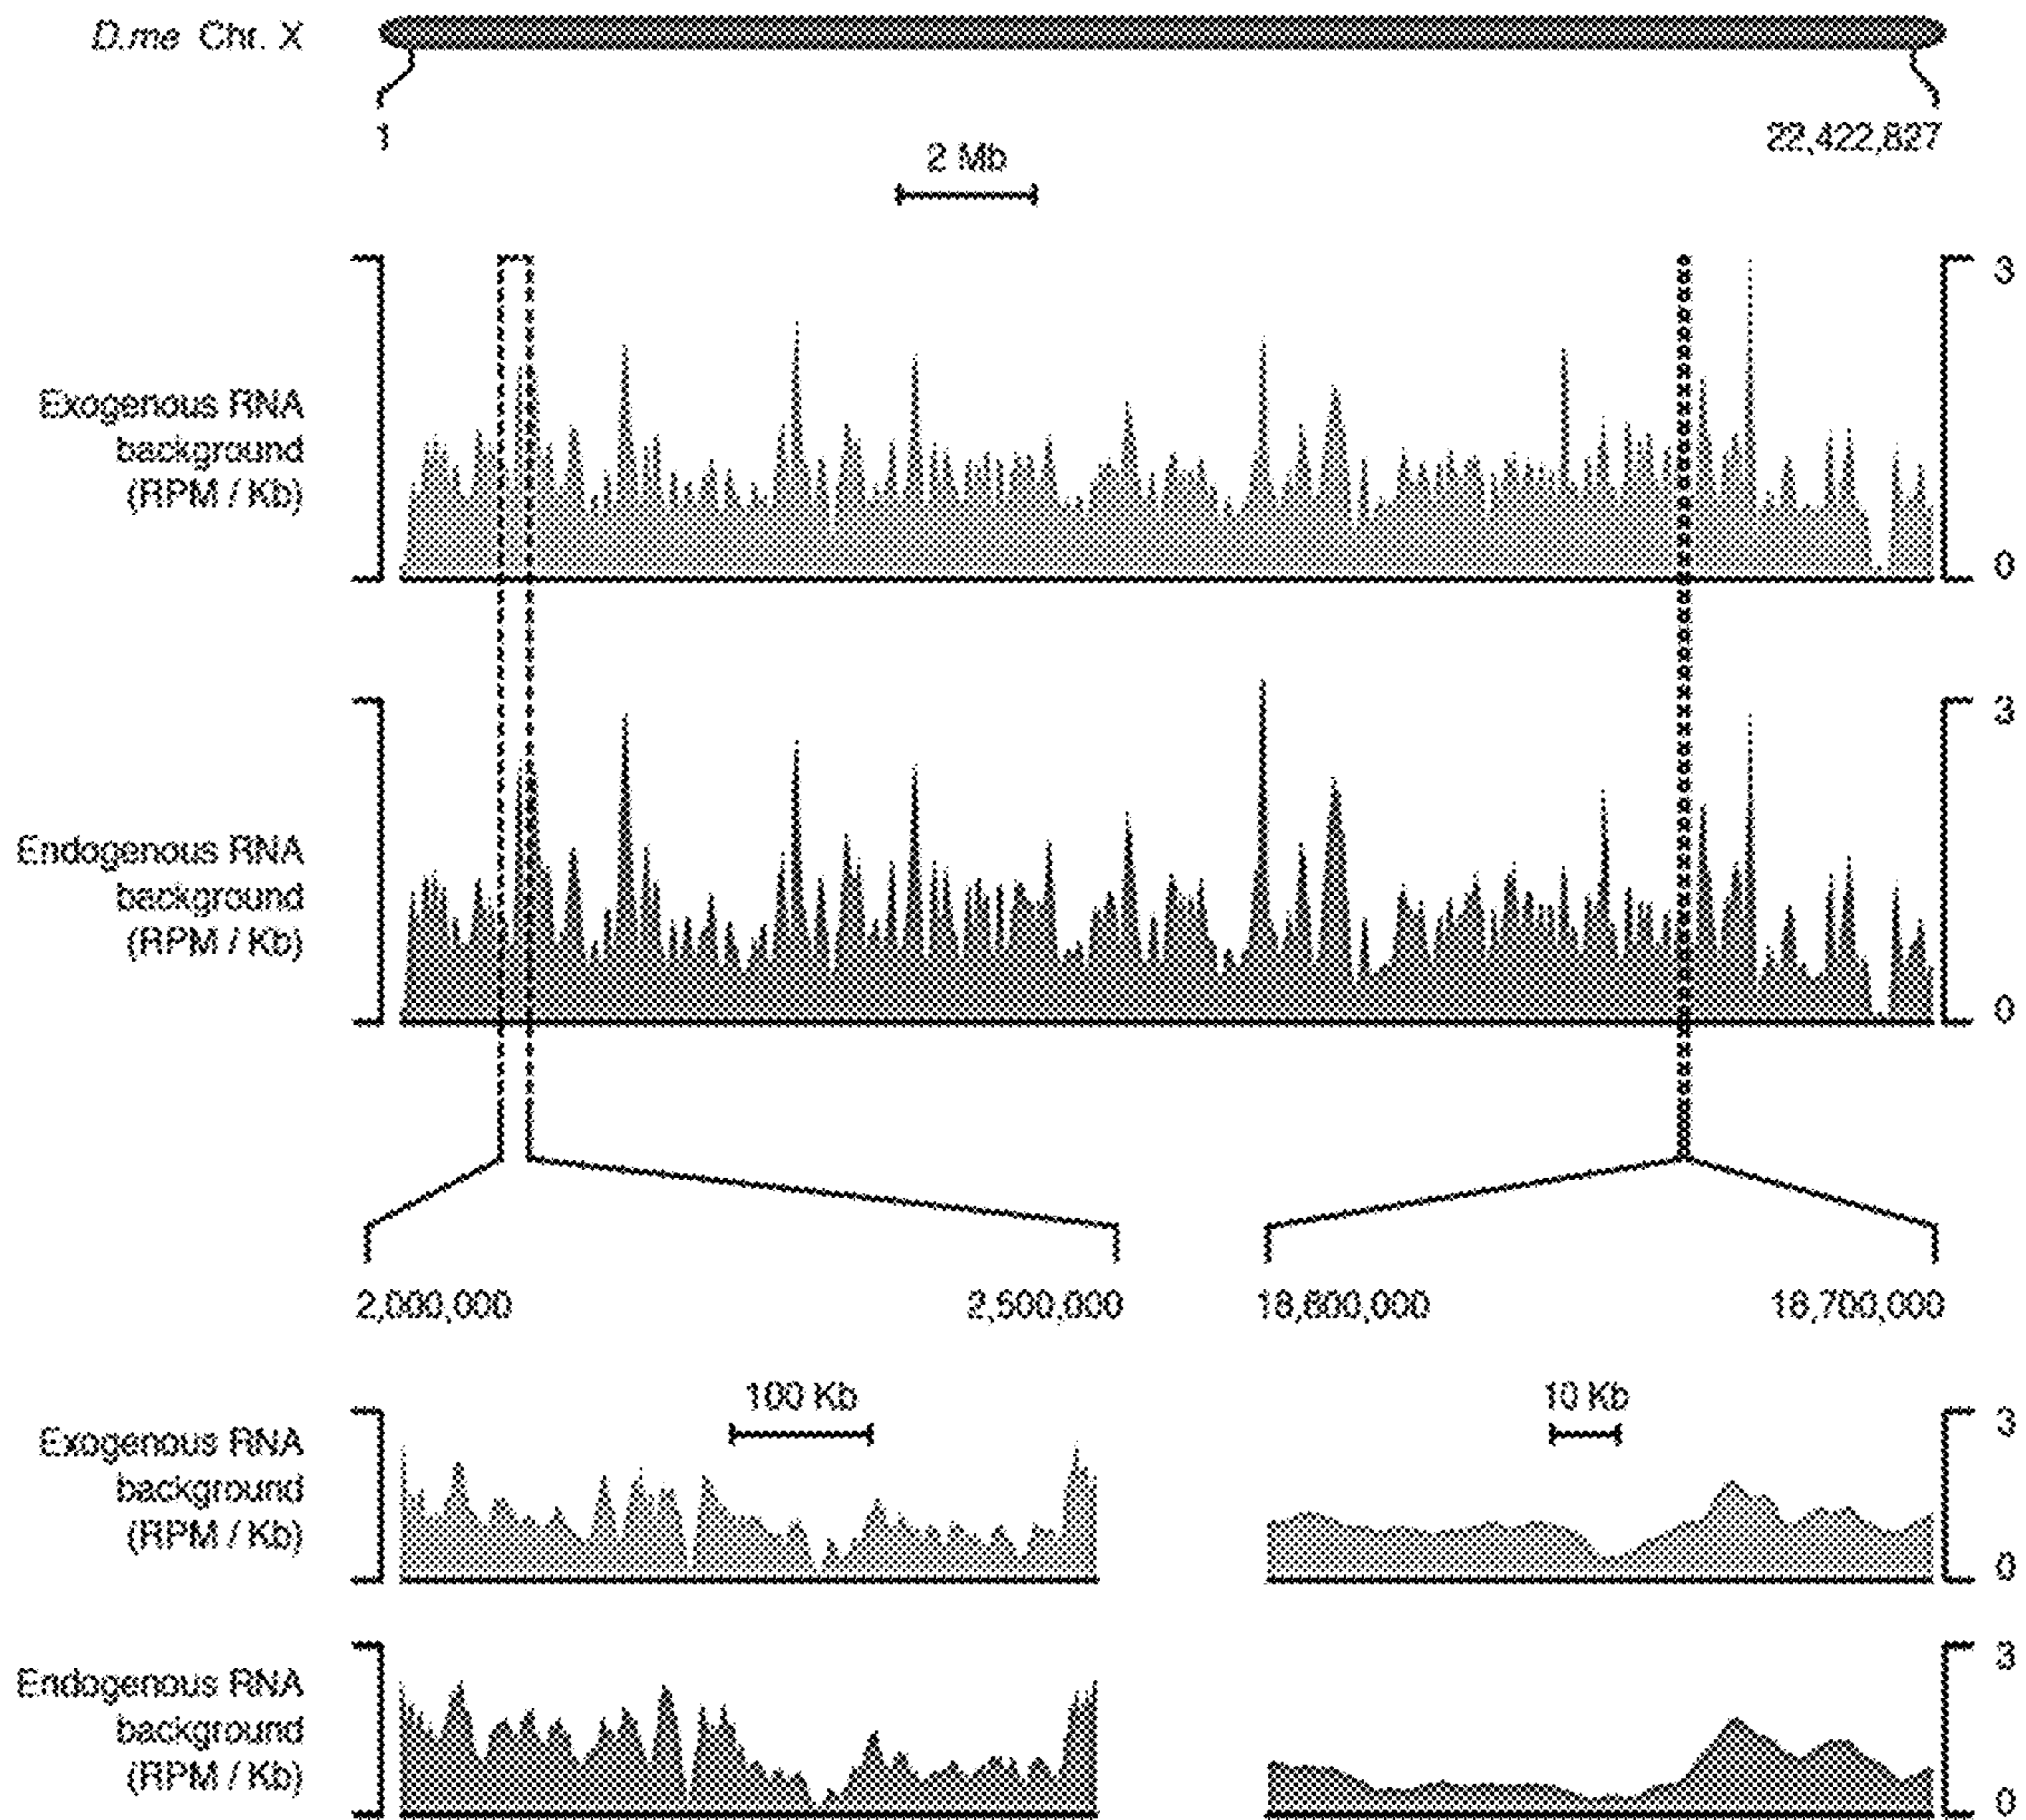 D.me Chr. X
1
22,422,827
2 Mb
3
Exogenous RNA
background
(RPM / Kb)
0
3
Endogenous RNA
background
(RPM / Kb)
0
2,000,000
2,500,000
18,600,000
18,700,000
100 Kb
10 Kb
3
Exogenous RNA
background
(RPM / Kb)
0
3
Endogenous RNA
background
(RPM / Kb)
0